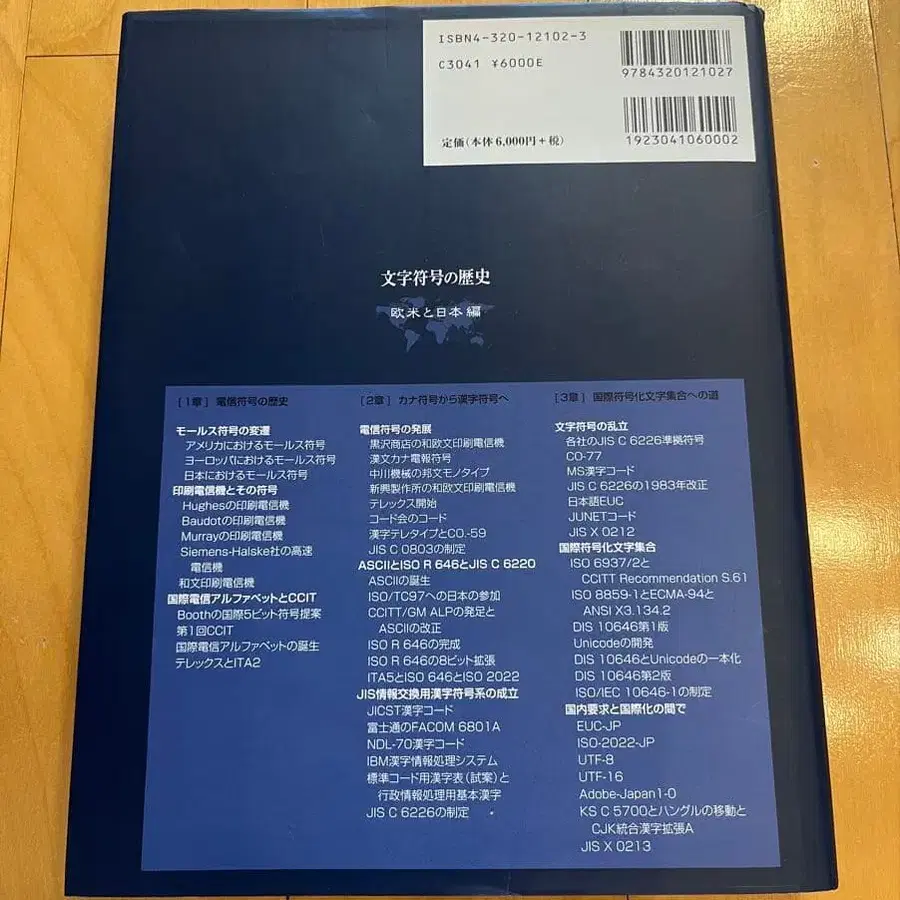 ISBN4-320-12102-3
C3041 ¥6000E
9784320121027
定価(本体6,000円+税)
1923041060002
文字符号の歴史
欧米と日本編
[1章] 電信符号の歴史
モールス符号の変遷
アメリカにおけるモールス符号
ヨーロッパにおけるモールス符号
日本におけるモールス符号
印刷電信機とその符号
Hughesの印刷電信機
Baudotの印刷電信機
Murrayの印刷電信機
Siemens-Halske社の高速
電信機
和文印刷電信機
国際電信アルファベットとCCIT
Boothの国際5ビット符号提案
第1回CCIT
国際電信アルファベットの誕生
テレックスとITA2
[2章] カナ符号から漢字符号へ
電信符号の発展
黒沢商店の和欧文印刷電信機
漢文カナ電報符号
中川機械の邦文モノタイプ
新興製作所の和欧文印刷電信機
テレックス開始
コード会のコード
漢字テレタイプとCO.-59
JIS C 0803の制定
ASCIIとISO R 646とJIS C 6220
ASCIIの誕生
ISO/TC97への日本の参加
CCITT/GM ALPの発足と
ASCIIの改正
ISO R 646の完成
ISO R 646の8ビット拡張
ITA5とISO 646とISO 2022
JIS情報交換用漢字符号系の成立
JICST漢字コード
富士通のFACOM 6801A
NDL-70漢字コード
IBM漢字情報処理システム
標準コード用漢字表(試案)と
行政情報処理用基本漢字
JIS C 6226の制定
[3章] 国際符号化文字集合への道
文字符号の乱立
各社のJIS C 6226準拠符号
CO-77
MS漢字コード
JIS C 6226の1983年改正
日本語EUC
JUNETコード
JIS X 0212
国際符号化文字集合
ISO 6937/2と
CCITT Recommendation S.61
ISO 8859-1とECMA-94と
ANSI X3.134.2
DIS 10646第1版
Unicodeの開発
DIS 10646とUnicodeの一本化
DIS 10646第2版
ISO/IEC 10646-1の制定
国内要求と国際化の間で
EUC-JP
ISO-2022-JP
UTF-8
UTF-16
Adobe-Japan1-0
KS C 5700とハングルの移動と
CJK統合漢字拡張A
JIS X 0213